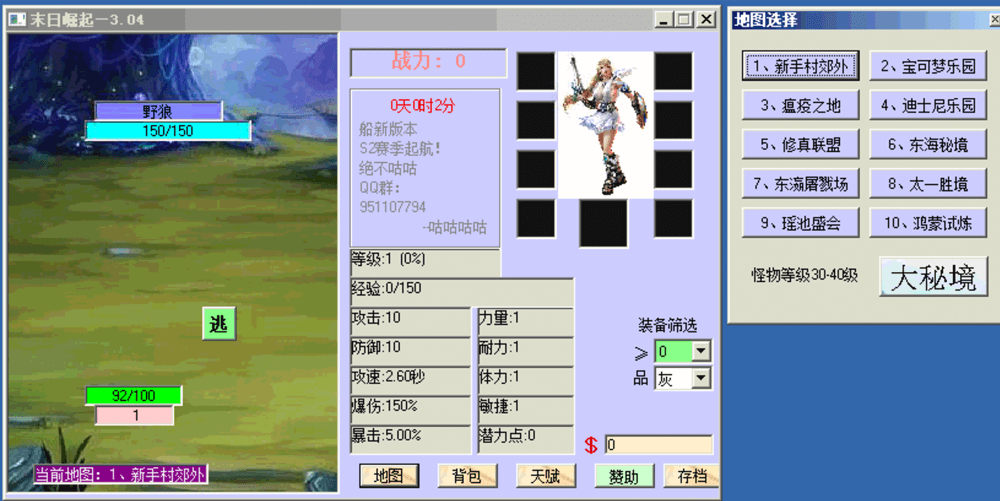 末日崛起—3.04
野狼
150/150
逃
92/100
1
当前地图：1、新手村郊外
战力：0
0天0时2分
船新版本
S2赛季起航！
绝不咕咕
QQ群：
951107794
--咕咕咕咕
等级:1 (0%)
经验:0/150
攻击:10
力量:1
防御:10
耐力:1
攻速:2.60秒
体力:1
爆伤:150%
敏捷:1
暴击:5.00%
潜力点:0
装备筛选
≥ 0
品 灰
$ 0
地图
背包
天赋
赞助
存档
地图选择
1、新手村郊外
2、宝可梦乐园
3、瘟疫之地
4、迪士尼乐园
5、修真联盟
6、东海秘境
7、东瀛屠戮场
8、太一胜境
9、瑶池盛会
10、鸿蒙试炼
怪物等级30-40级
大秘境